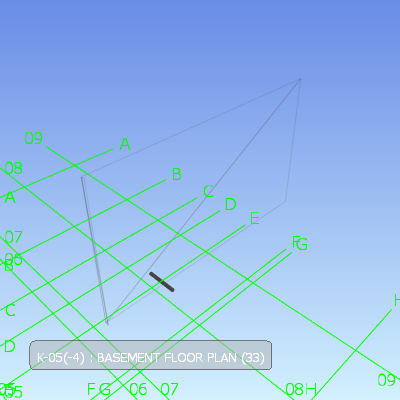 09
A
08
B
C
A
D
E
F
G
07
B
06
H
C
D
K-05(-4) : BASEMENT FLOOR PLAN (33)
09
05
F G 06 07
08 H